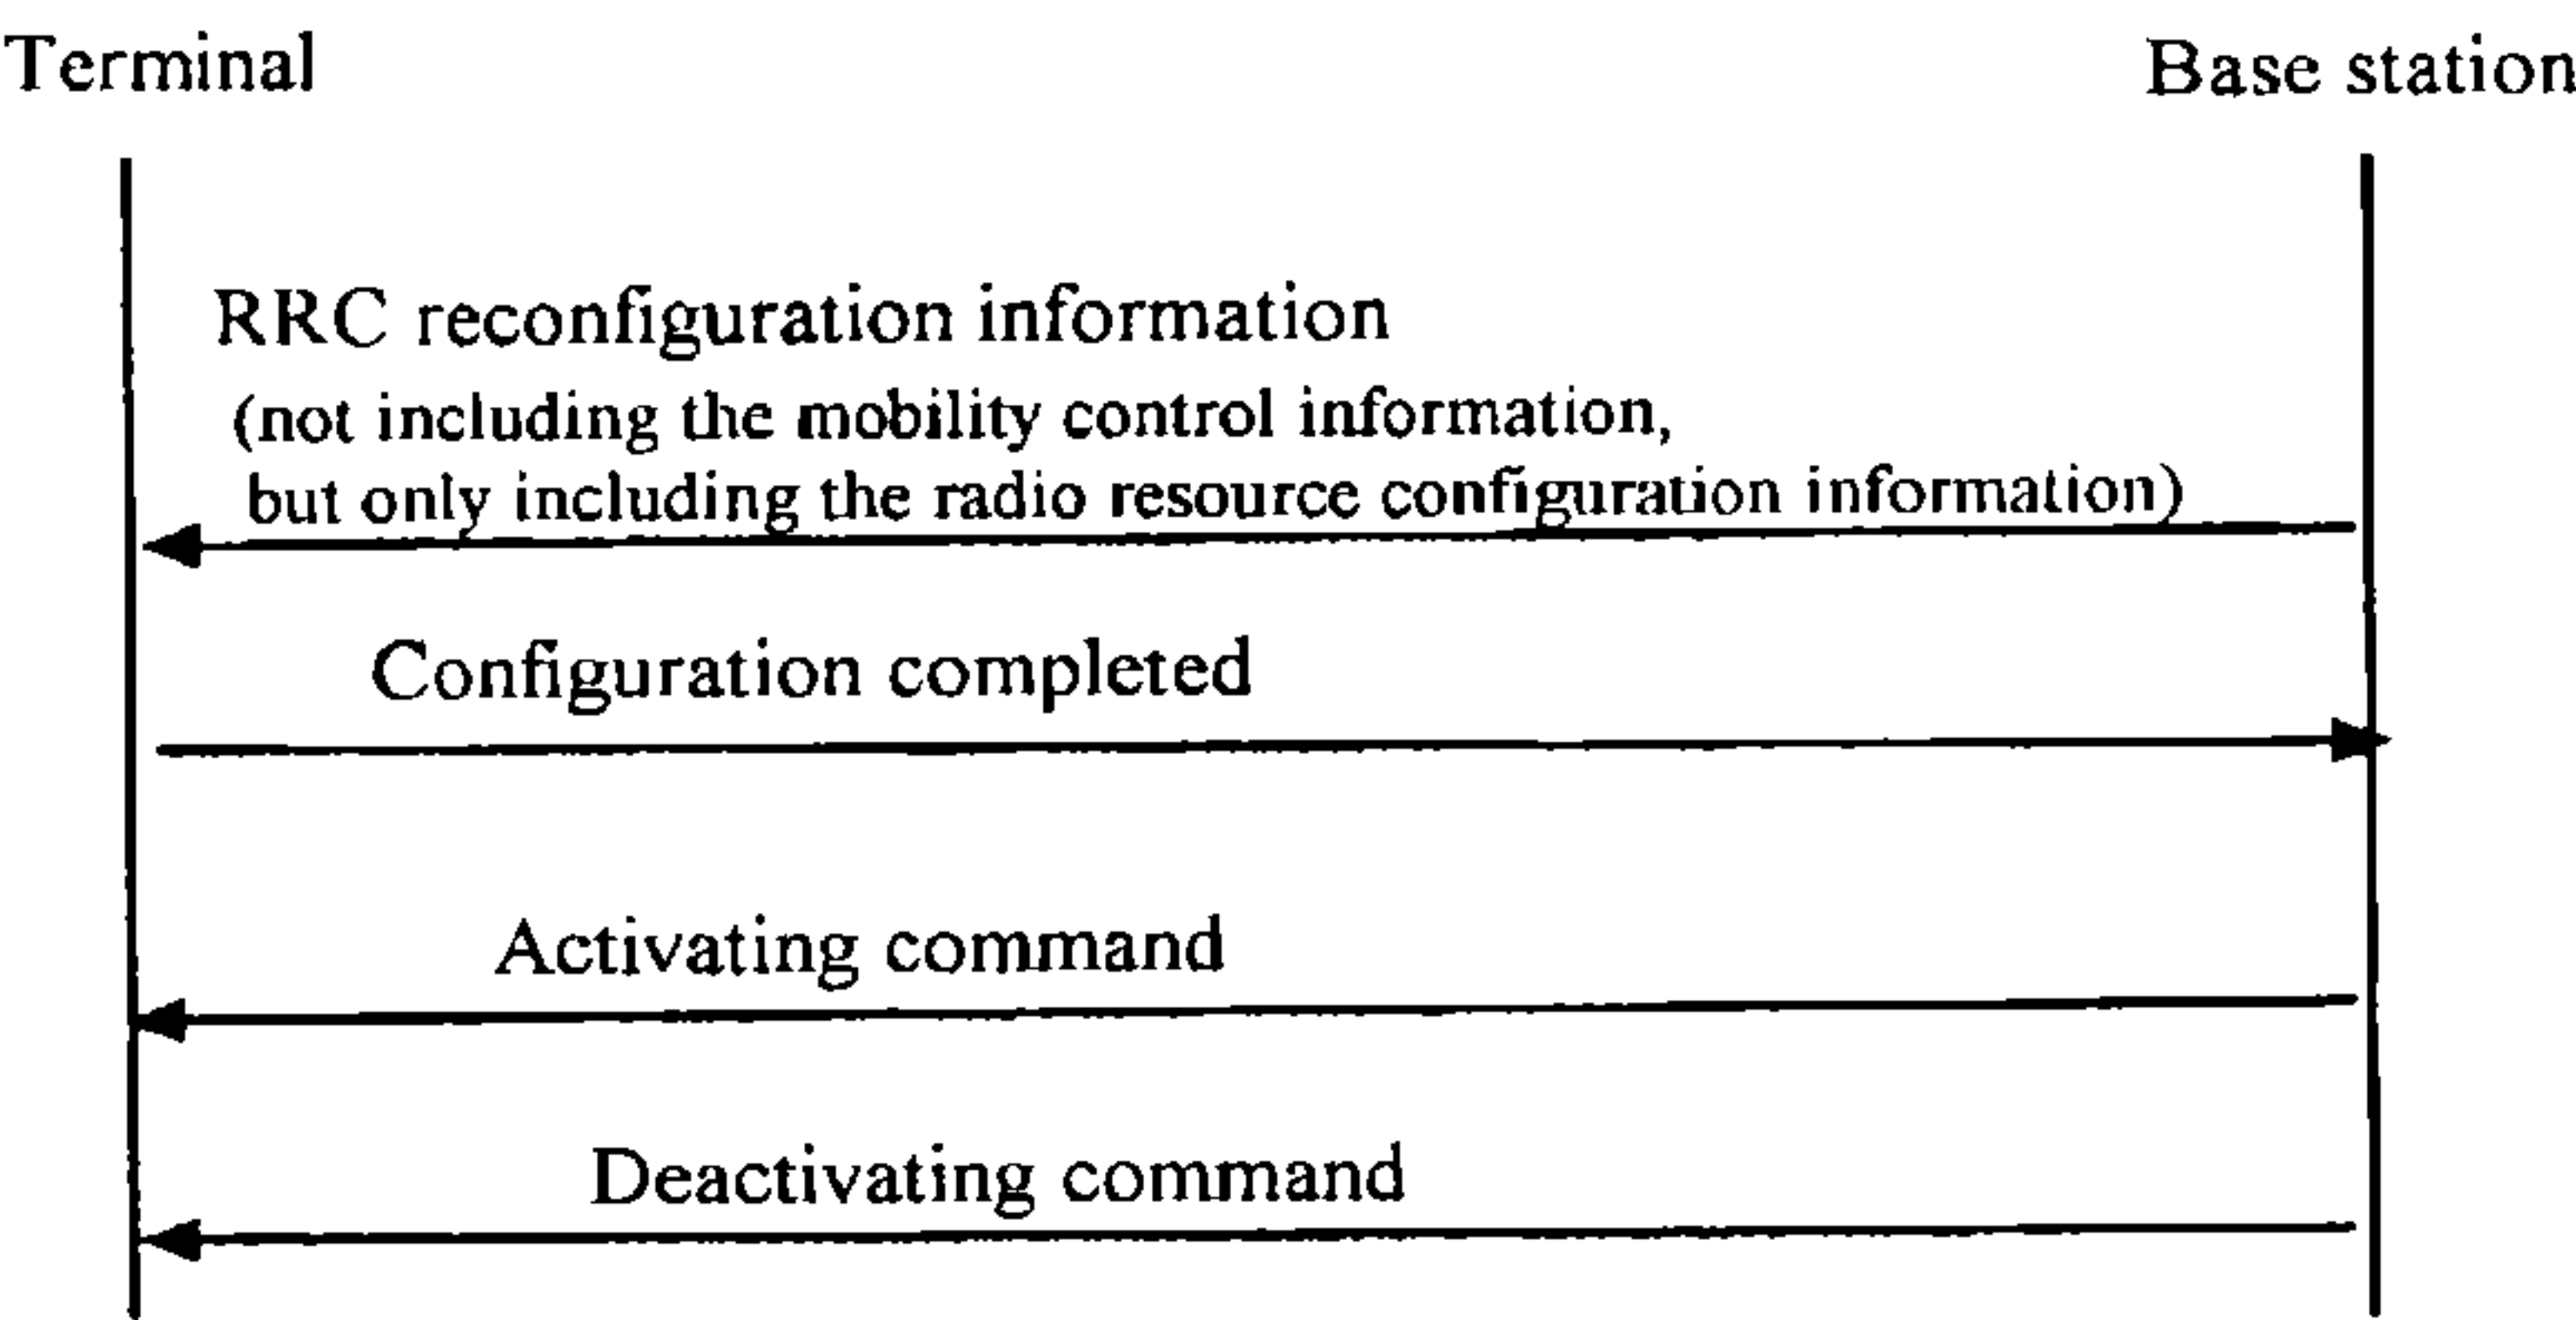 Terminal
Base station
RRC reconfiguration information
(not including the mobility control information,
but only including the radio resource configuration information)
Configuration completed
Activating command
Deactivating command